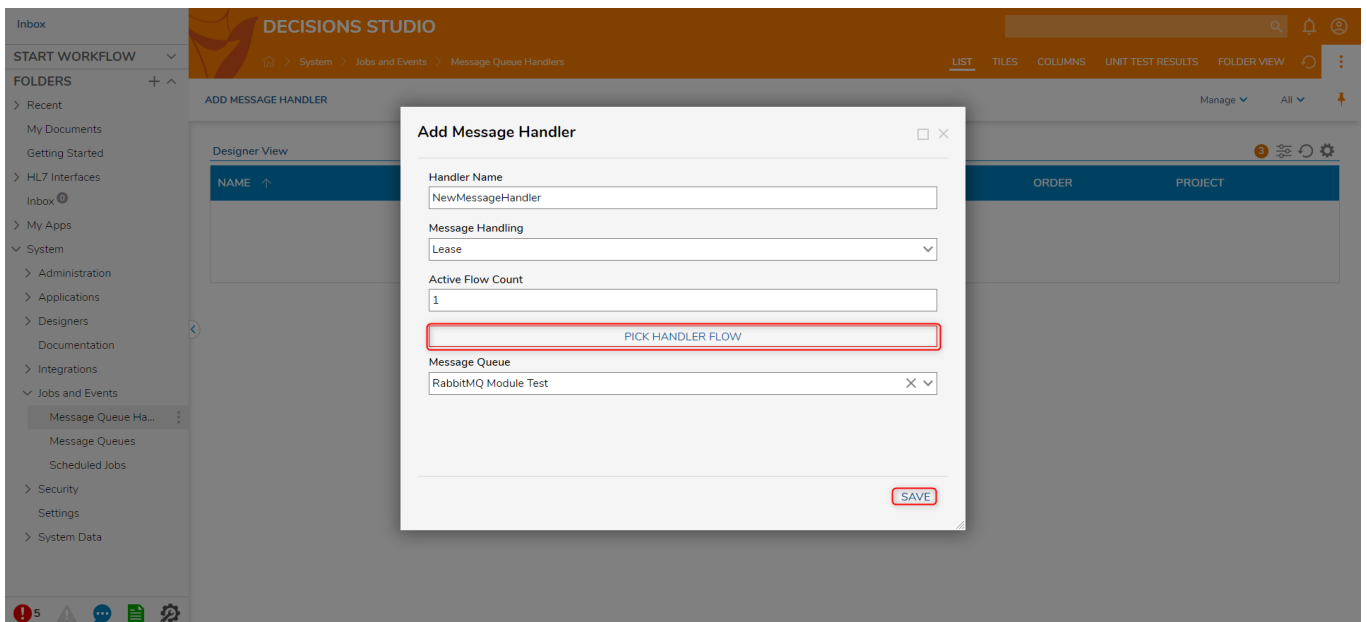 Inbox
START WORKFLOW
FOLDERS
Recent
My Documents
Getting Started
HL7 Interfaces
Inbox 0
My Apps
System
Administration
Applications
Designers
Documentation
Integrations
Jobs and Events
Message Queue Ha...
Message Queues
Scheduled Jobs
Security
Settings
System Data
5
DECISIONS STUDIO
System > Jobs and Events > Message Queue Handlers
LIST TILES COLUMNS UNIT TEST RESULTS FOLDER VIEW
ADD MESSAGE HANDLER
Manage All
Designer View
3
NAME ORDER PROJECT
Add Message Handler
Handler Name
NewMessageHandler
Message Handling
Lease
Active Flow Count
1
PICK HANDLER FLOW
Message Queue
RabbitMQ Module Test
SAVE